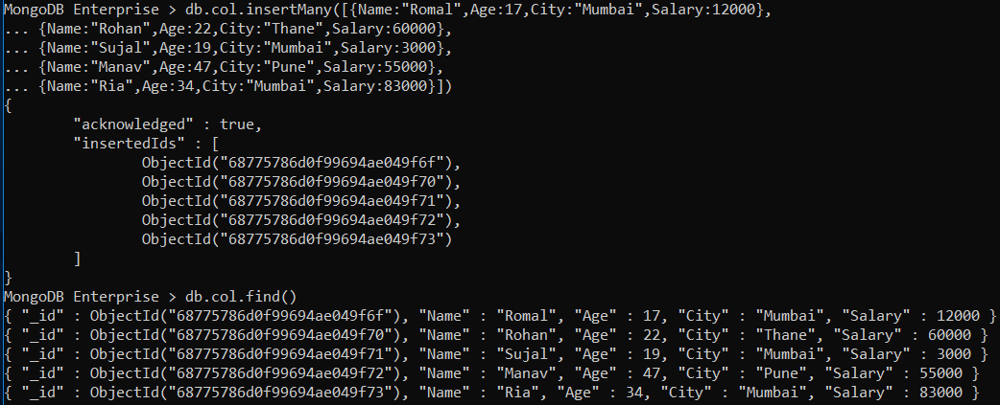 MongoDB Enterprise > db.col.insertMany([{Name:"Romal",Age:17,City:"Mumbai",Salary:12000},
... {Name:"Rohan",Age:22,City:"Thane",Salary:60000},
... {Name:"Sujal",Age:19,City:"Mumbai",Salary:3000},
... {Name:"Manav",Age:47,City:"Pune",Salary:55000},
... {Name:"Ria",Age:34,City:"Mumbai",Salary:83000}])
{
        "acknowledged" : true,
        "insertedIds" : [
                ObjectId("68775786d0f99694ae049f6f"),
                ObjectId("68775786d0f99694ae049f70"),
                ObjectId("68775786d0f99694ae049f71"),
                ObjectId("68775786d0f99694ae049f72"),
                ObjectId("68775786d0f99694ae049f73")
        ]
}
MongoDB Enterprise > db.col.find()
{ "_id" : ObjectId("68775786d0f99694ae049f6f"), "Name" : "Romal", "Age" : 17, "City" : "Mumbai", "Salary" : 12000 }
{ "_id" : ObjectId("68775786d0f99694ae049f70"), "Name" : "Rohan", "Age" : 22, "City" : "Thane", "Salary" : 60000 }
{ "_id" : ObjectId("68775786d0f99694ae049f71"), "Name" : "Sujal", "Age" : 19, "City" : "Mumbai", "Salary" : 3000 }
{ "_id" : ObjectId("68775786d0f99694ae049f72"), "Name" : "Manav", "Age" : 47, "City" : "Pune", "Salary" : 55000 }
{ "_id" : ObjectId("68775786d0f99694ae049f73"), "Name" : "Ria", "Age" : 34, "City" : "Mumbai", "Salary" : 83000 }